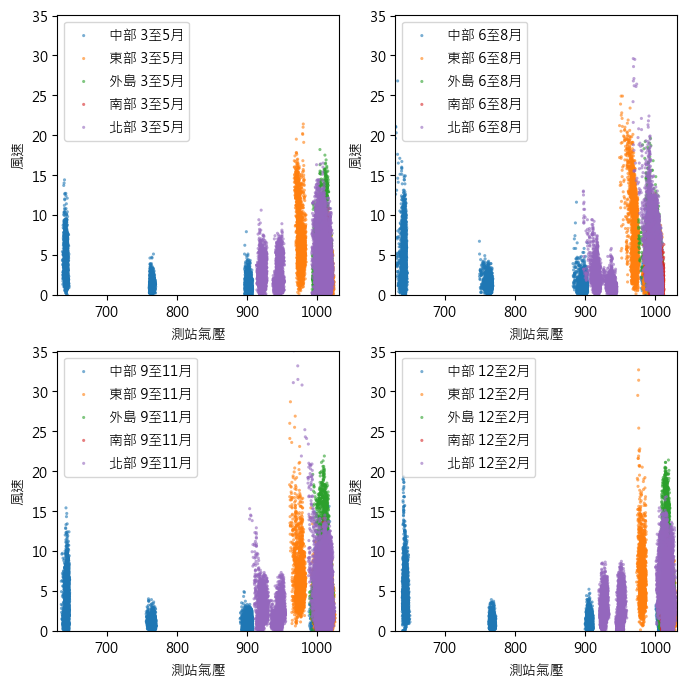 35
30
25
20
15
10
5
0
風速
中部 3至5月
東部 3至5月
外島 3至5月
南部 3至5月
北部 3至5月
700 800 900 1000
測站氣壓
35
30
25
20
15
10
5
0
風速
中部 6至8月
東部 6至8月
外島 6至8月
南部 6至8月
北部 6至8月
700 800 900 1000
測站氣壓
35
30
25
20
15
10
5
0
風速
中部 9至11月
東部 9至11月
外島 9至11月
南部 9至11月
北部 9至11月
700 800 900 1000
測站氣壓
35
30
25
20
15
10
5
0
風速
中部 12至2月
東部 12至2月
外島 12至2月
南部 12至2月
北部 12至2月
700 800 900 1000
測站氣壓